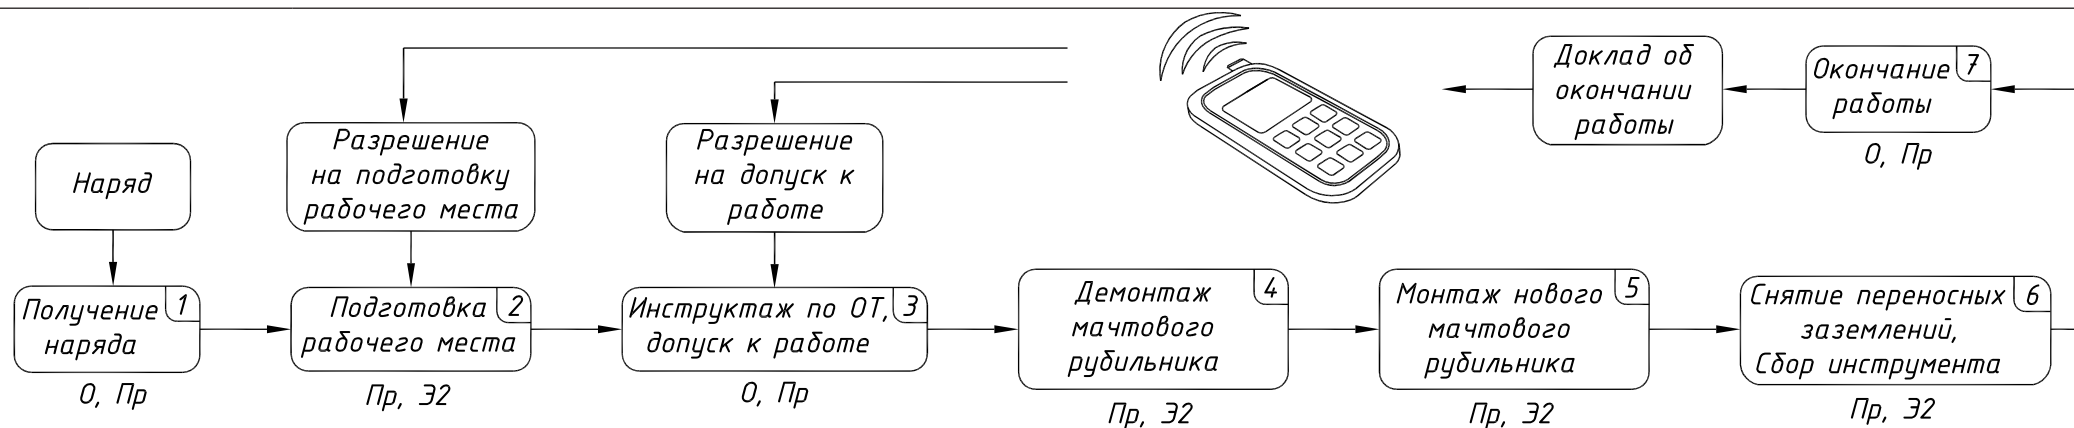 Наряд
Получение 1
наряда
О, Пр
Разрешение
на подготовку
рабочего места
Подготовка 2
рабочего места
Пр, Э2
Разрешение
на допуск к
работе
Инструктаж по ОТ, 3
допуск к работе
О, Пр
Демонтаж 4
мачтового
рубильника
Пр, Э2
Монтаж нового 5
мачтового
рубильника
Пр, Э2
Снятие переносных 6
заземлений,
Сбор инструмента
Пр, Э2
Окончание 7
работы
О, Пр
Доклад об
окончании
работы